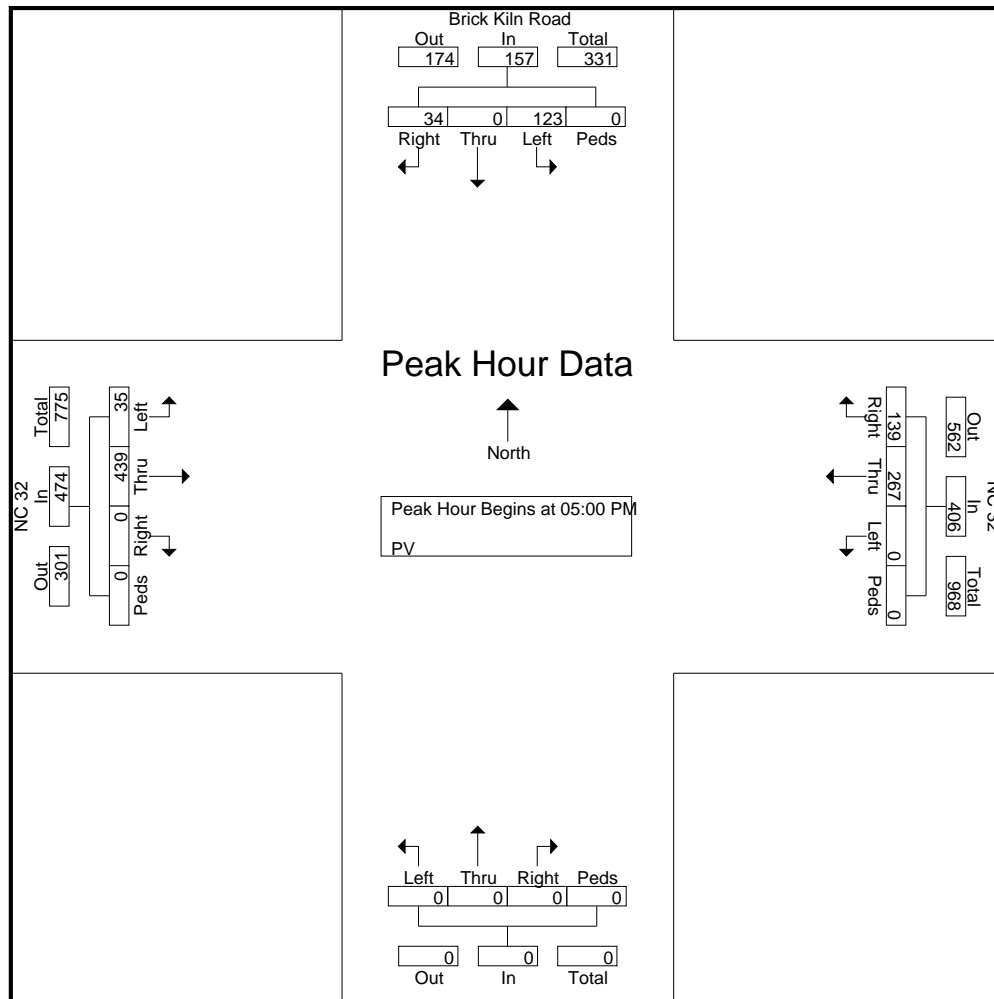 Brick Kiln Road
Out In Total
174 157 331
34 0 123 0
Right Thru Left Peds
Peak Hour Data
North
Peak Hour Begins at 05:00 PM
PV
NC 32
Total In Out
775 474 301
35 439 0 0
Left Thru Right Peds
Right Thru Left Peds
139 267 0 0
Out In Total
562 406 968
NC 32
Left Thru Right Peds
0 0 0 0
0 0 0
Out In Total